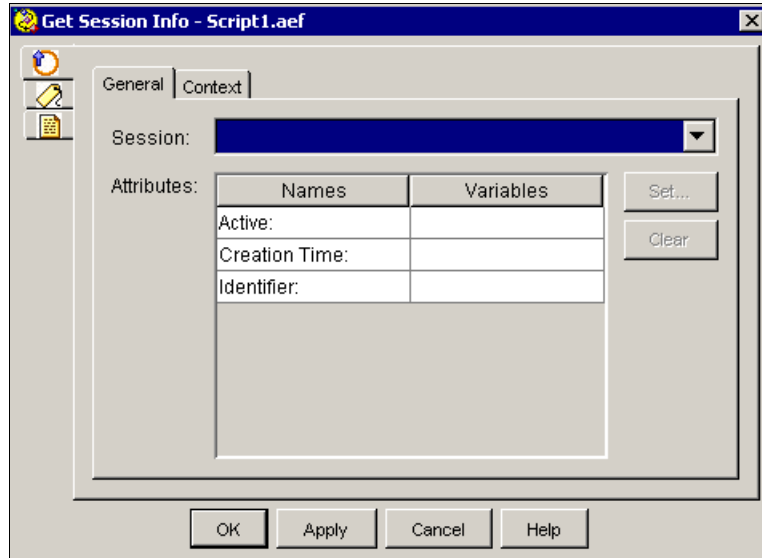 Get Session Info - Script1.aef
General Context
Session:
Attributes: Names Variables Set...
Active:
Clear
Creation Time:
Identifier:
OK Apply Cancel Help